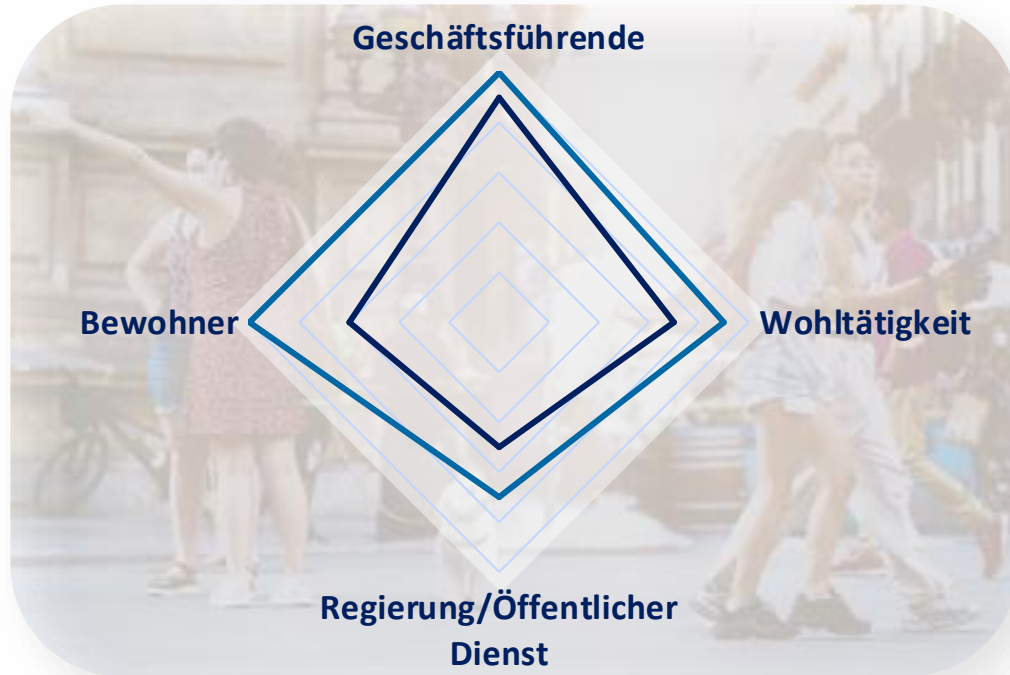 Geschäftsführende
Bewohner
Wohltätigkeit
Regierung/Öffentlicher
Dienst